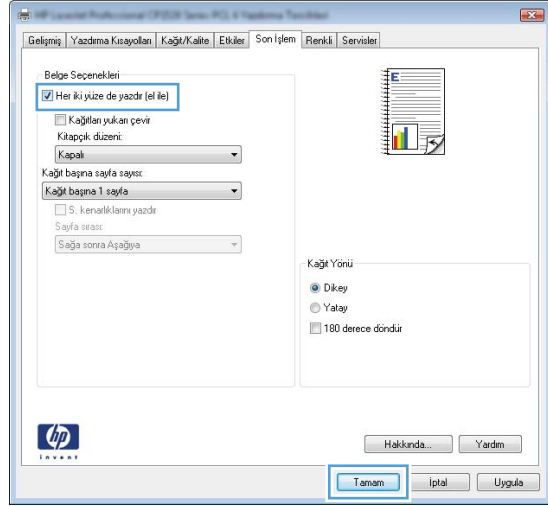 Gelişmiş Yazdırma Kısayolları Kağıt/Kalite Etkiler Son İşlem Renkli Servisler
Belge Seçenekleri
Her iki yüze de yazdır (el ile)
Kağıtları yukarı çevir
Kitapçık düzeni:
Kapalı
Kağıt başına sayfa sayısı:
Kağıt başına 1 sayfa
S. kenarlıklarını yazdır
Sayfa sırası:
Sağa sonra Aşağıya
E
Kağıt Yönü
Dikey
Yatay
180 derece döndür
hp
invent
Hakkında... Yardım
Tamam İptal Uygula